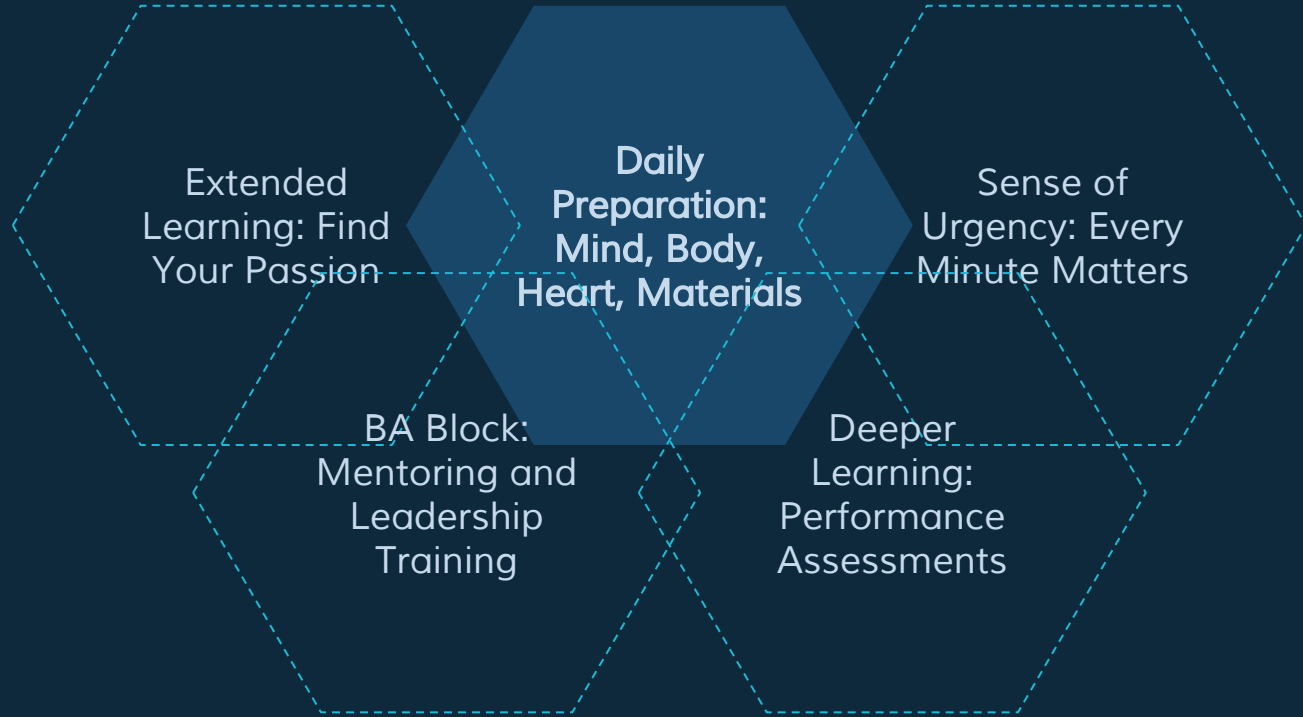 Extended
Learning: Find
Your Passion
Daily
Preparation:
Mind, Body,
Heart, Materials
Sense of
Urgency: Every
Minute Matters
BA Block:
Mentoring and
Leadership
Training
Deeper
Learning:
Performance
Assessments